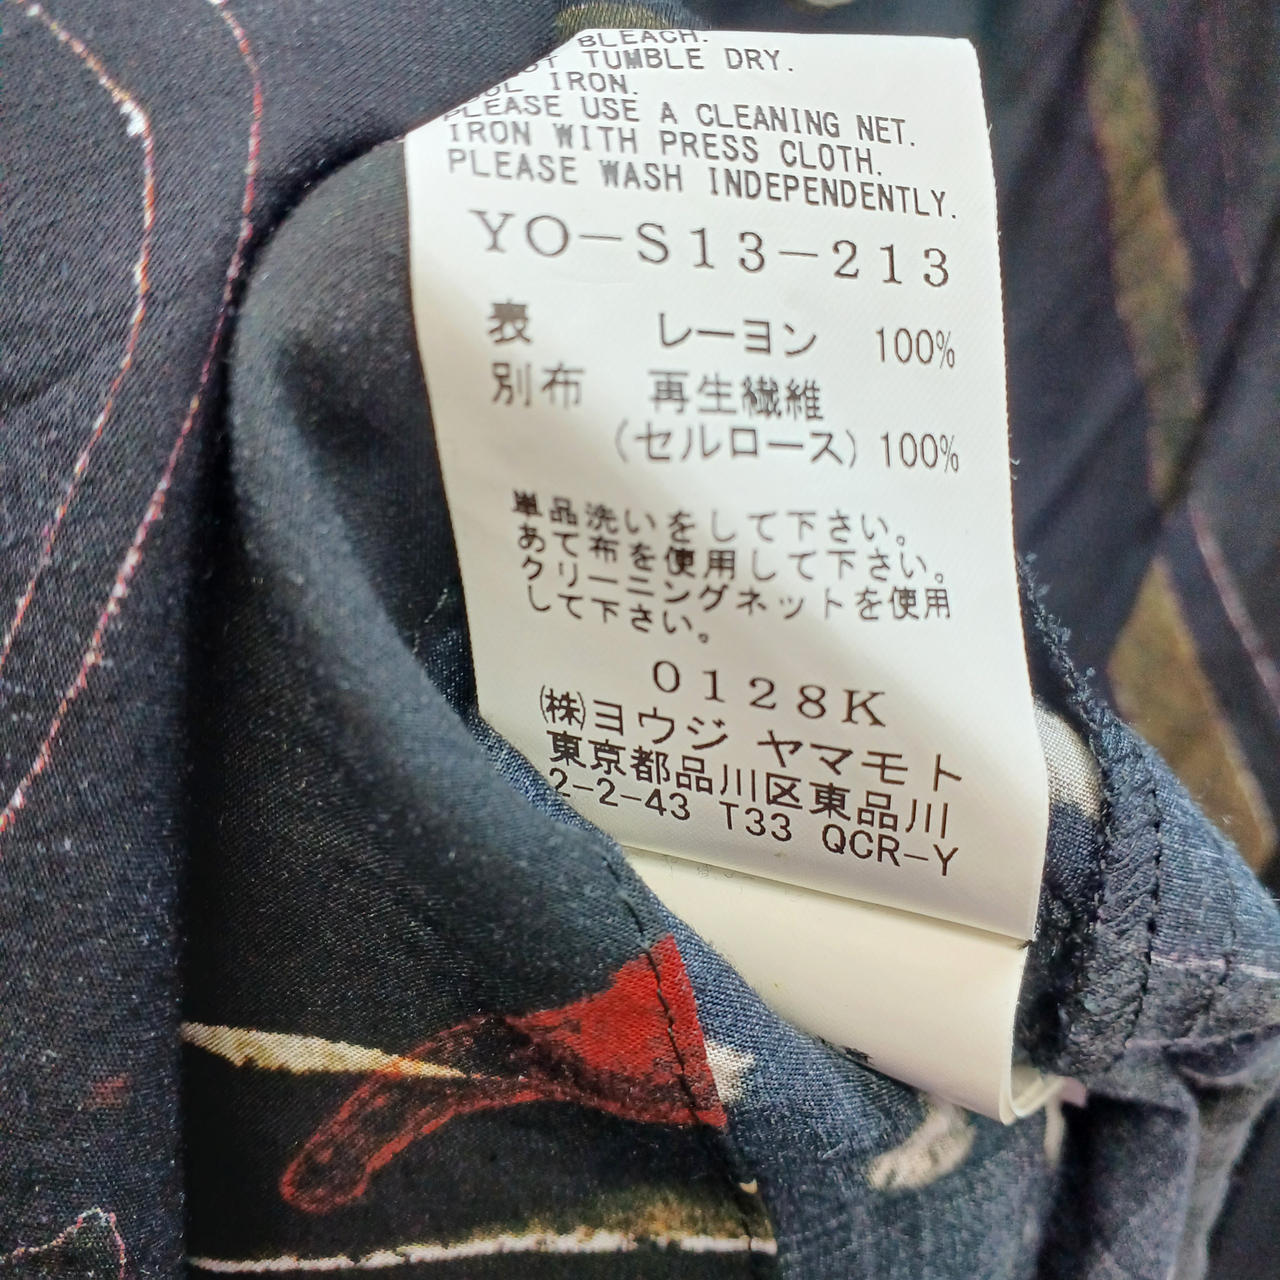 BLEACH.
TUMBLE DRY.
IRON.
PLEASE USE A CLEANING NET.
IRON WITH PRESS CLOTH.
PLEASE WASH INDEPENDENTLY.
YO-S13-213
表 レーヨン 100%
別布 再生繊維
(セルロース) 100%
単品洗いをして下さい。
あて布を使用して下さい。
クリーニングネットを使用
して下さい。
0128K
㈱ヨウジ ヤマモト
東京都品川区東品川
2-2-43 T33 QCR-Y